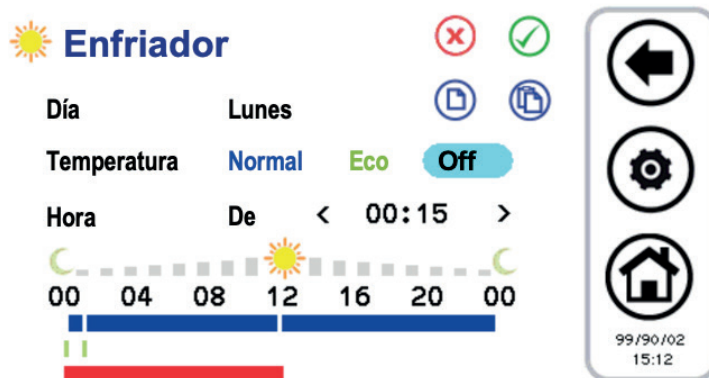 Enfriador
Día Lunes
Temperatura Normal Eco Off
Hora De < 00:15 >
00 04 08 12 16 20 00
99/90/02
15:12